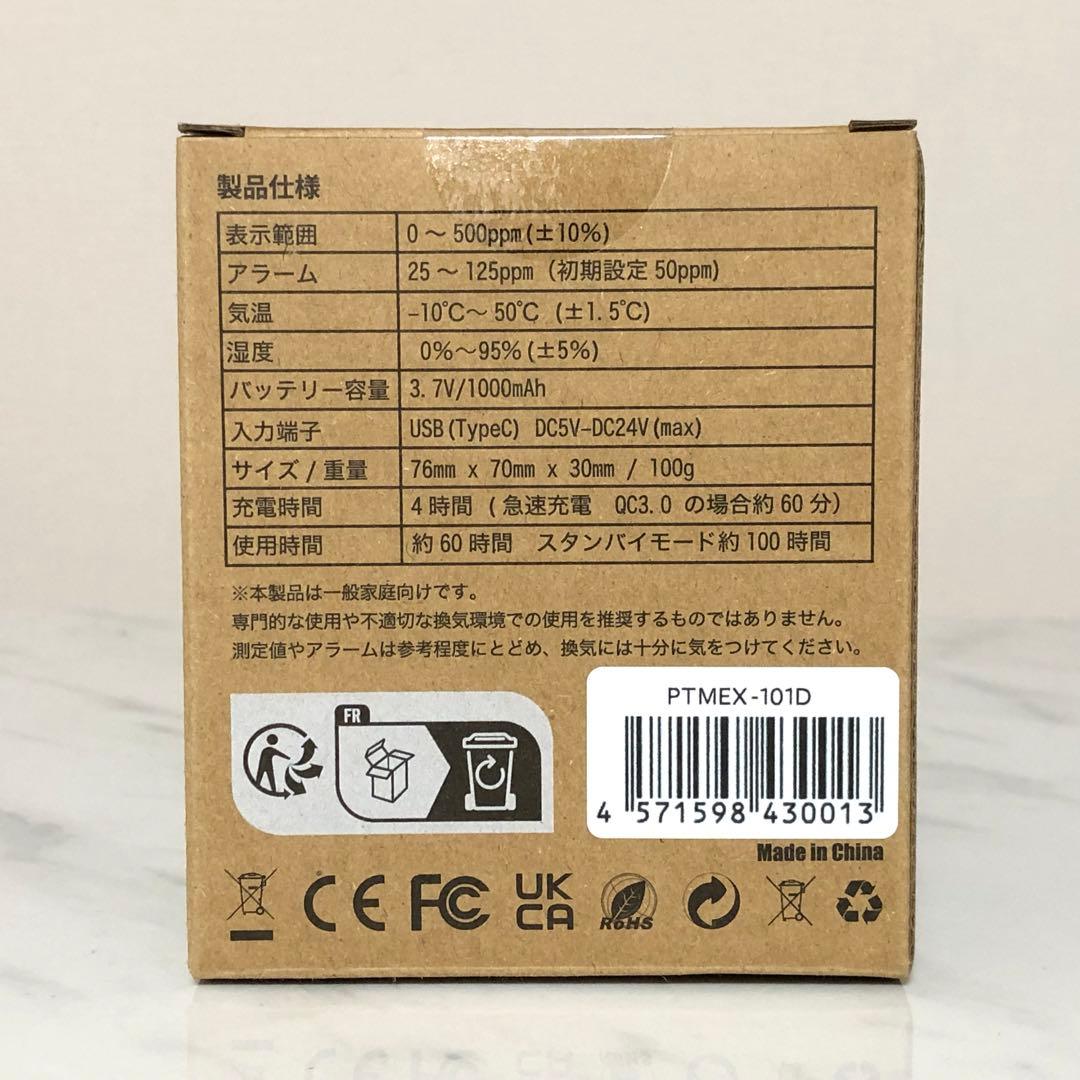 製品仕様
表示範囲 0 ～ 500ppm (±10%)
アラーム 25 ～ 125ppm（初期設定 50ppm)
気温 -10℃～ 50℃ (±1.5℃)
湿度 0%～95% (±5%)
バッテリー容量 3.7V/1000mAh
入力端子 USB (TypeC) DC5V-DC24V (max)
サイズ / 重量 76mm x 70mm x 30mm / 100g
充電時間 4 時間 ( 急速充電 QC3.0 の場合約 60 分）
使用時間 約 60 時間 スタンバイモード約 100 時間
※本製品は一般家庭向けです。
専門的な使用や不適切な換気環境での使用を推奨するものではありません。
測定値やアラームは参考程度にとどめ、換気には十分に気をつけてください。
FR
PTMEX-101D
4 571598 430013
Made in China
CE FC UK CA RoHS